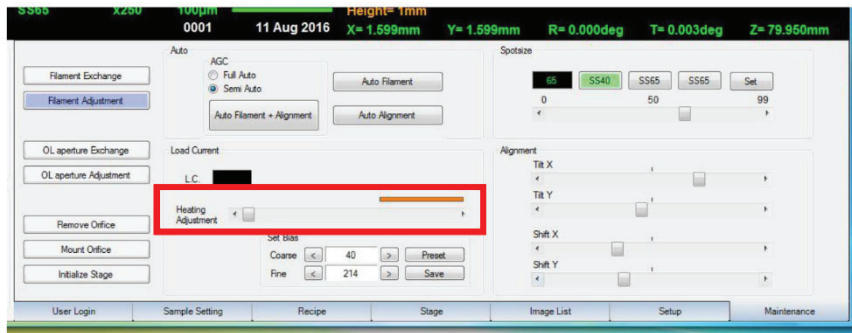 SS65 x250 100µm Height= 1mm
0001 11 Aug 2016 X= 1.599mm Y= 1.599mm R= 0.000deg T= 0.003deg Z= 79.950mm
Filament Exchange
Filament Adjustment
OL aperture Exchange
OL aperture Adjustment
Remove Orifice
Mount Orifice
Initialize Stage
Auto
AGC
Full Auto
Semi Auto
Auto Filament + Alignment
Auto Filament
Auto Alignment
Spotsize
65 SS40 SS65 SS65 Set
0 50 99
Load Current
L.C.
Heating
Adjustment
Set Bias
Coarse < 40 > Preset
Fine < 214 > Save
Alignment
Tilt X
Tilt Y
Shift X
Shift Y
User Login Sample Setting Recipe Stage Image List Setup Maintenance